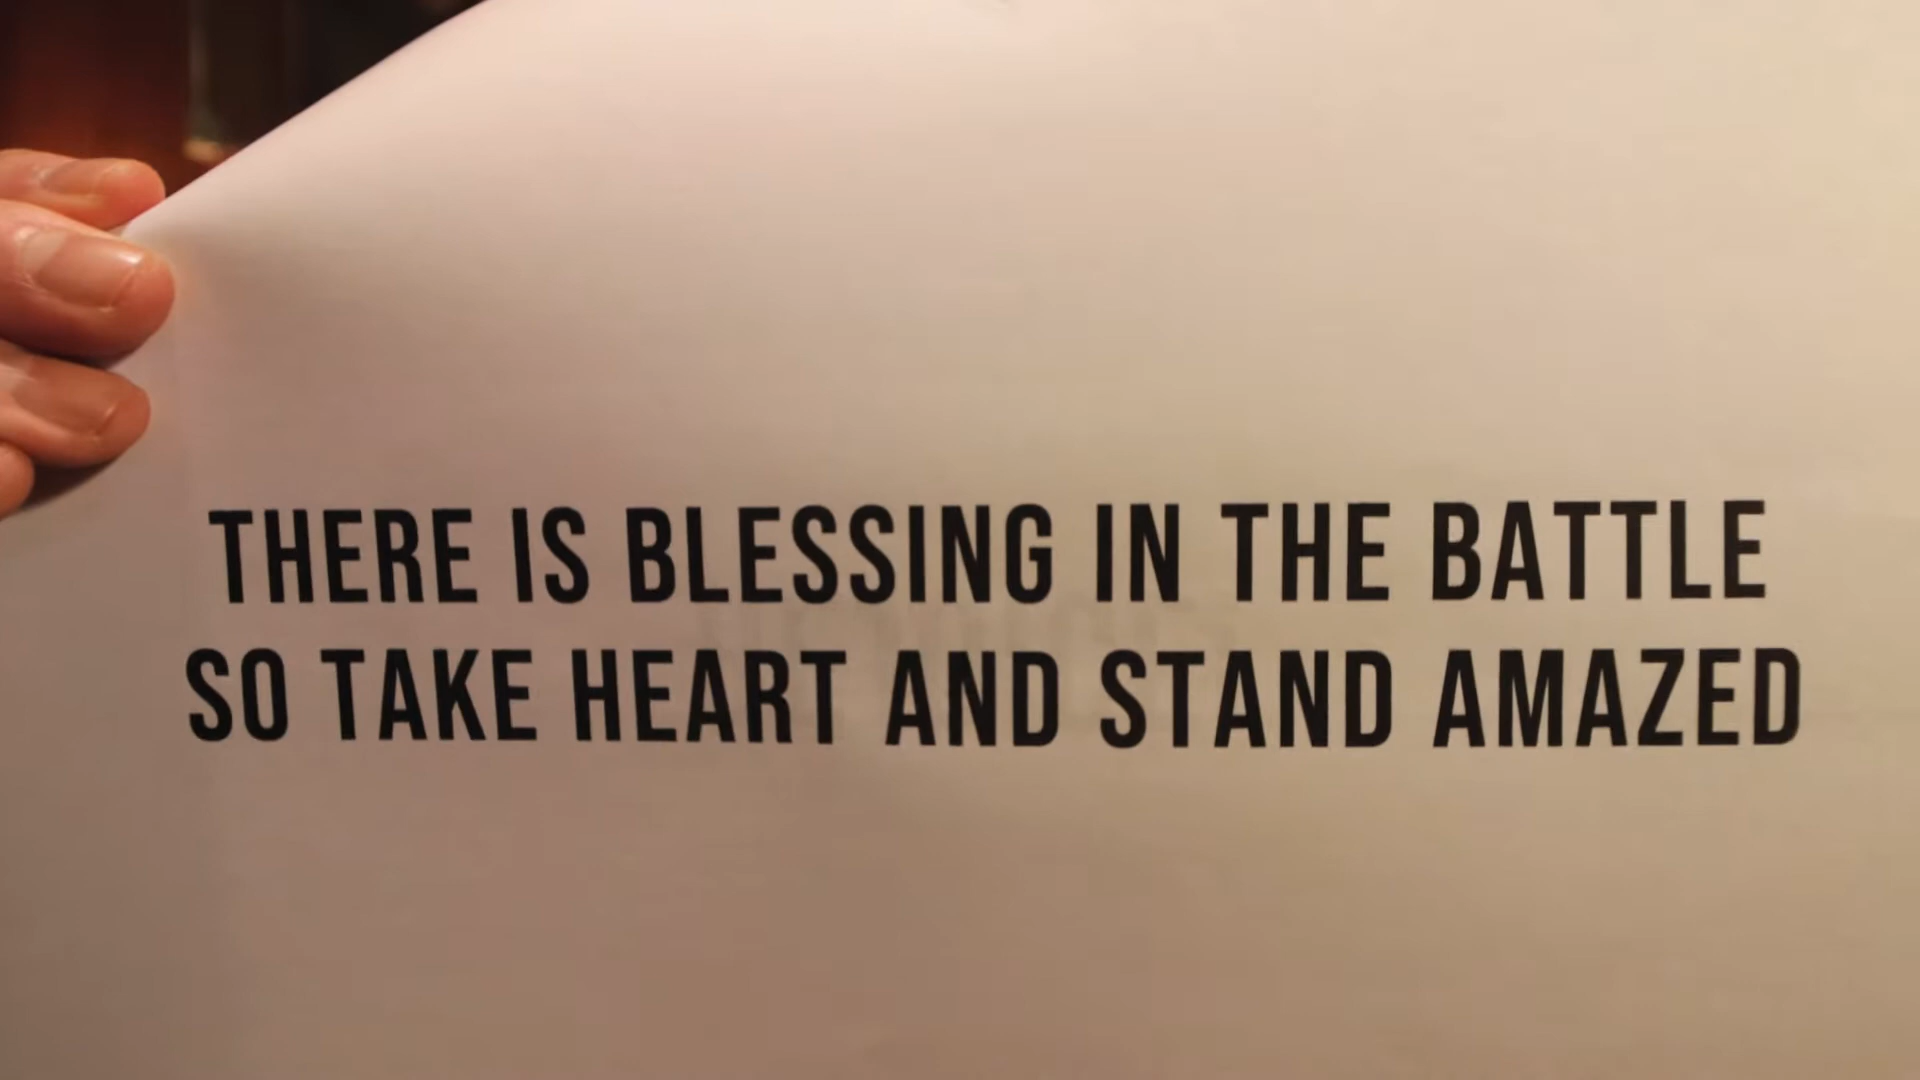 THERE IS BLESSING IN THE BATTLE
SO TAKE HEART AND STAND AMAZED